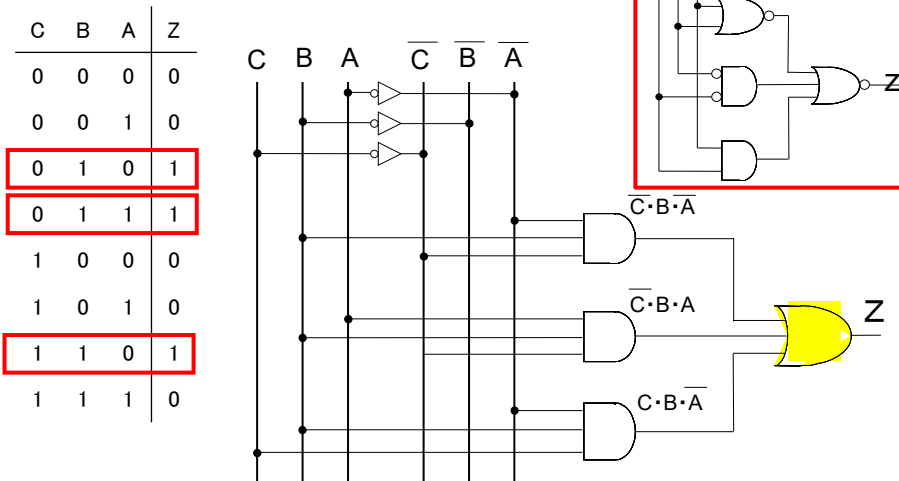 C B A Z
0 0 0 0
0 0 1 0
0 1 0 1
0 1 1 1
1 0 0 0
1 0 1 0
1 1 0 1
1 1 1 0
C B A C̅ B̅ A̅
Z
C̅·B·A̅
C̅·B·A
Z
C·B·A̅